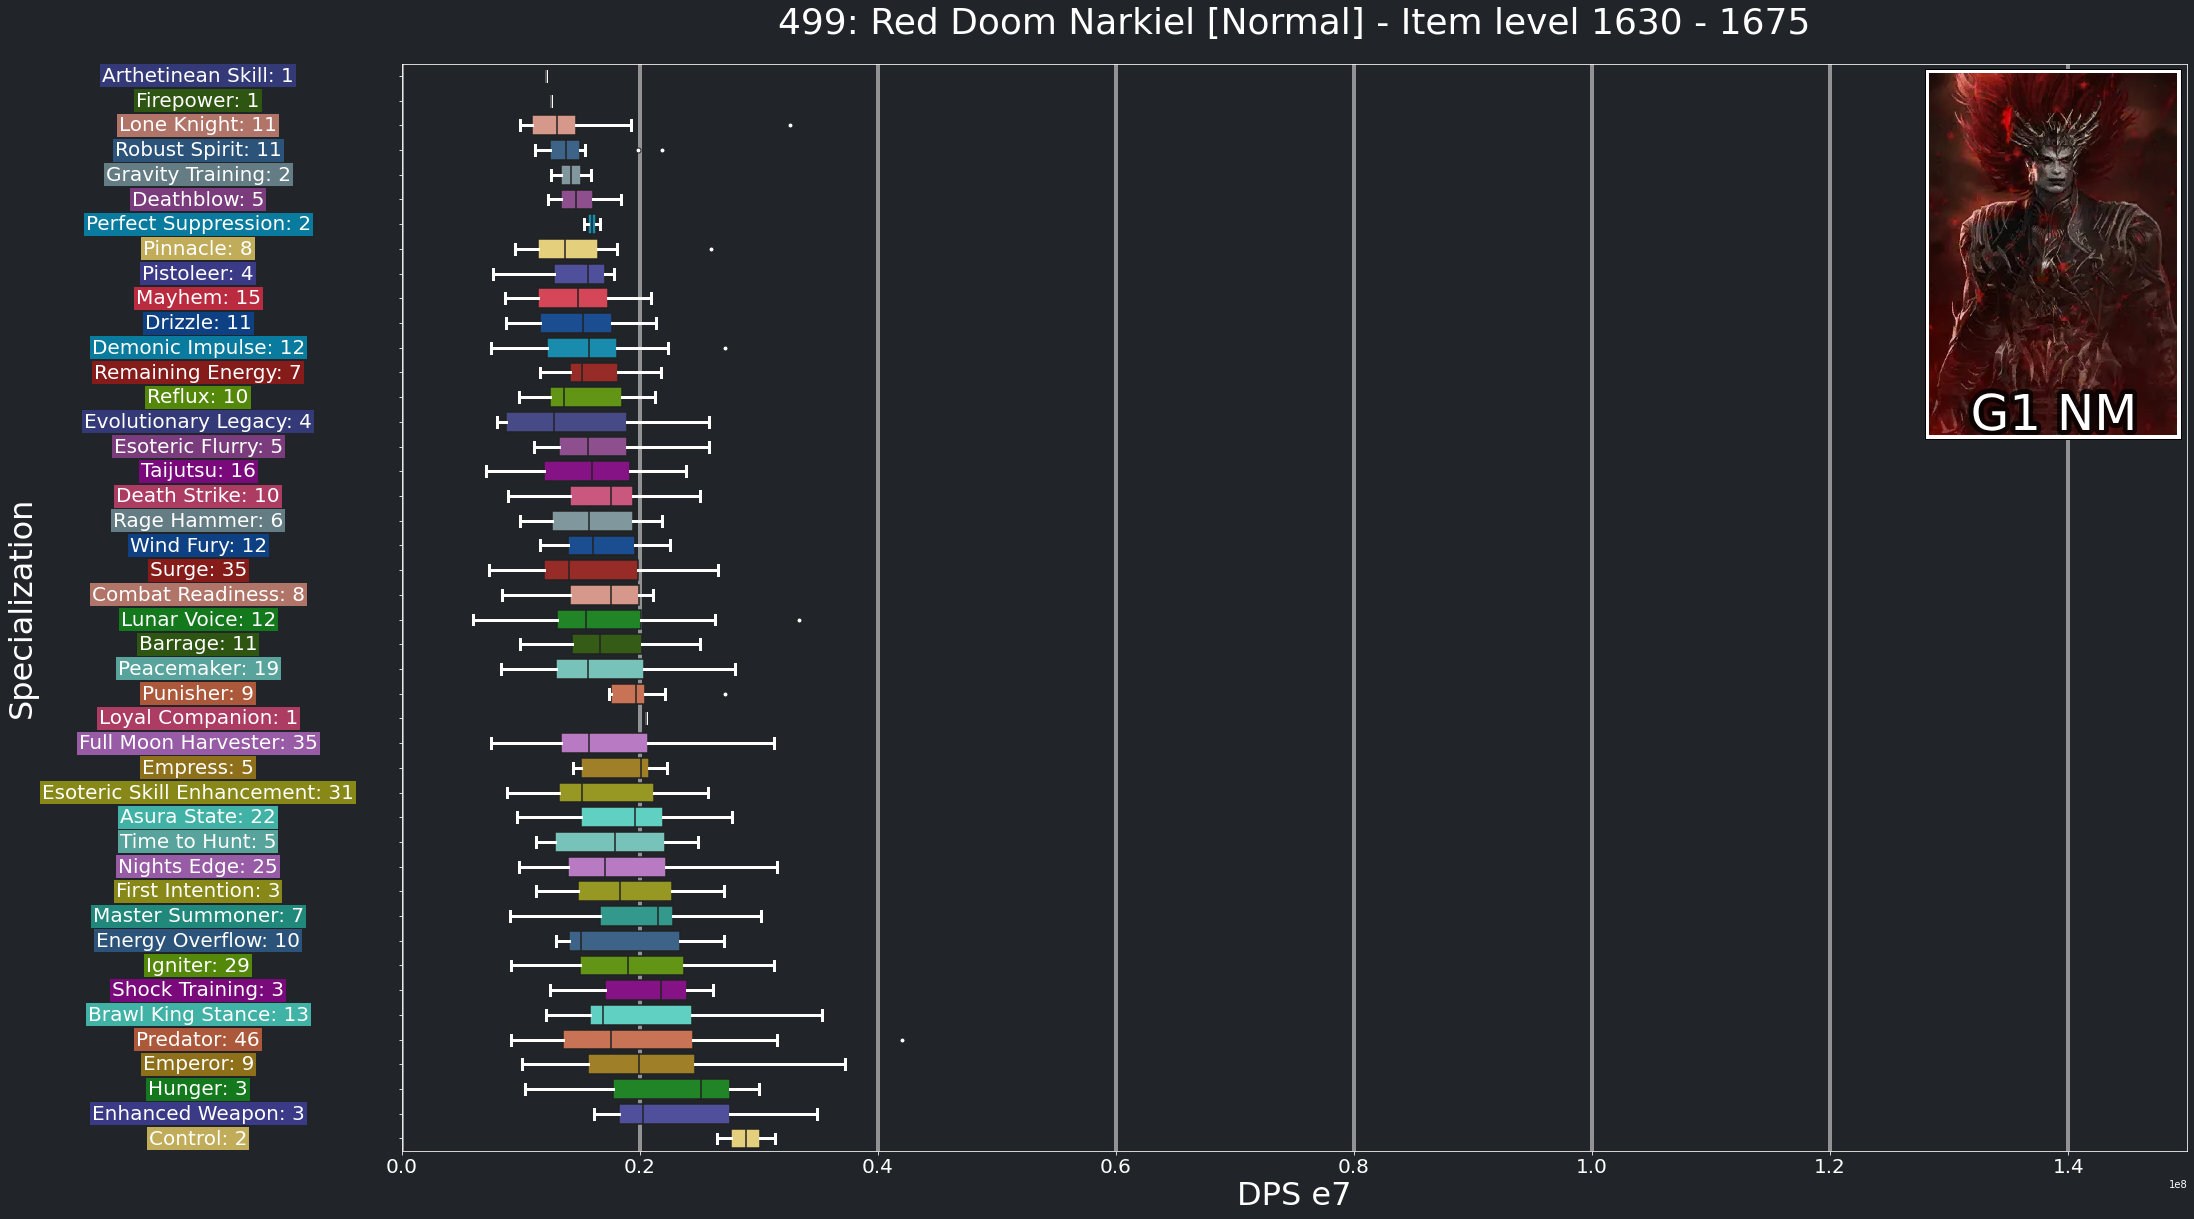 499: Red Doom Narkiel [Normal] - Item level 1630 - 1675
Arthetinean Skill: 1
Firepower: 1
Lone Knight: 11
Robust Spirit: 11
Gravity Training: 2
Deathblow: 5
Perfect Suppression: 2
Pinnacle: 8
Pistoleer: 4
Mayhem: 15
Drizzle: 11
Demonic Impulse: 12
Remaining Energy: 7
Reflux: 10
Evolutionary Legacy: 4
Esoteric Flurry: 5
Taijutsu: 16
Death Strike: 10
Rage Hammer: 6
Wind Fury: 12
Surge: 35
Combat Readiness: 8
Lunar Voice: 12
Barrage: 11
Peacemaker: 19
Punisher: 9
Loyal Companion: 1
Full Moon Harvester: 35
Empress: 5
Esoteric Skill Enhancement: 31
Asura State: 22
Time to Hunt: 5
Nights Edge: 25
First Intention: 3
Master Summoner: 7
Energy Overflow: 10
Igniter: 29
Shock Training: 3
Brawl King Stance: 13
Predator: 46
Emperor: 9
Hunger: 3
Enhanced Weapon: 3
Control: 2
Specialization
G1 NM
0.0 0.2 0.4 0.6 0.8 1.0 1.2 1.4
DPS e7
1e8